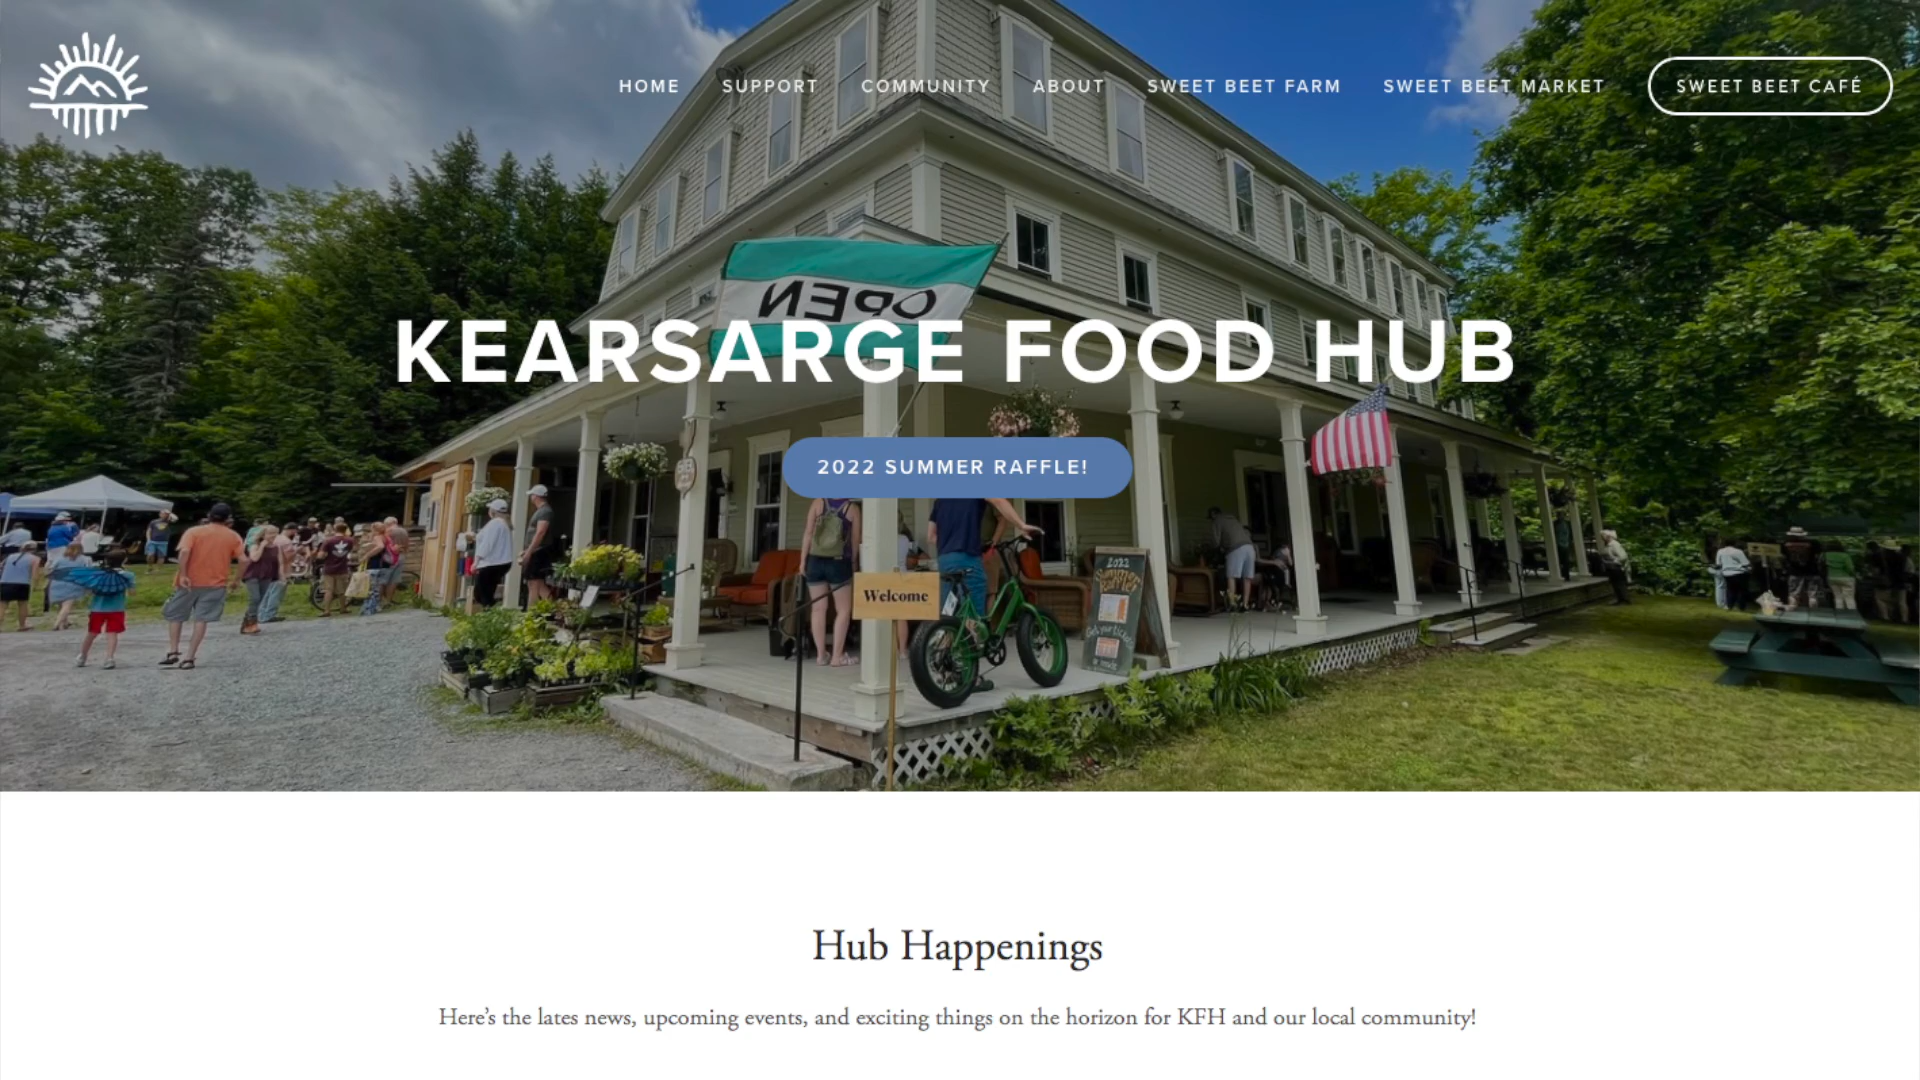 HOME SUPPORT COMMUNITY ABOUT SWEET BEET FARM SWEET BEET MARKET SWEET BEET CAFÉ
OPEN
KEARSARGE FOOD HUB
2022 SUMMER RAFFLE!
Welcome
2022
Summer
Raffle
Hub Happenings
Here's the lates news, upcoming events, and exciting things on the horizon for KFH and our local community!